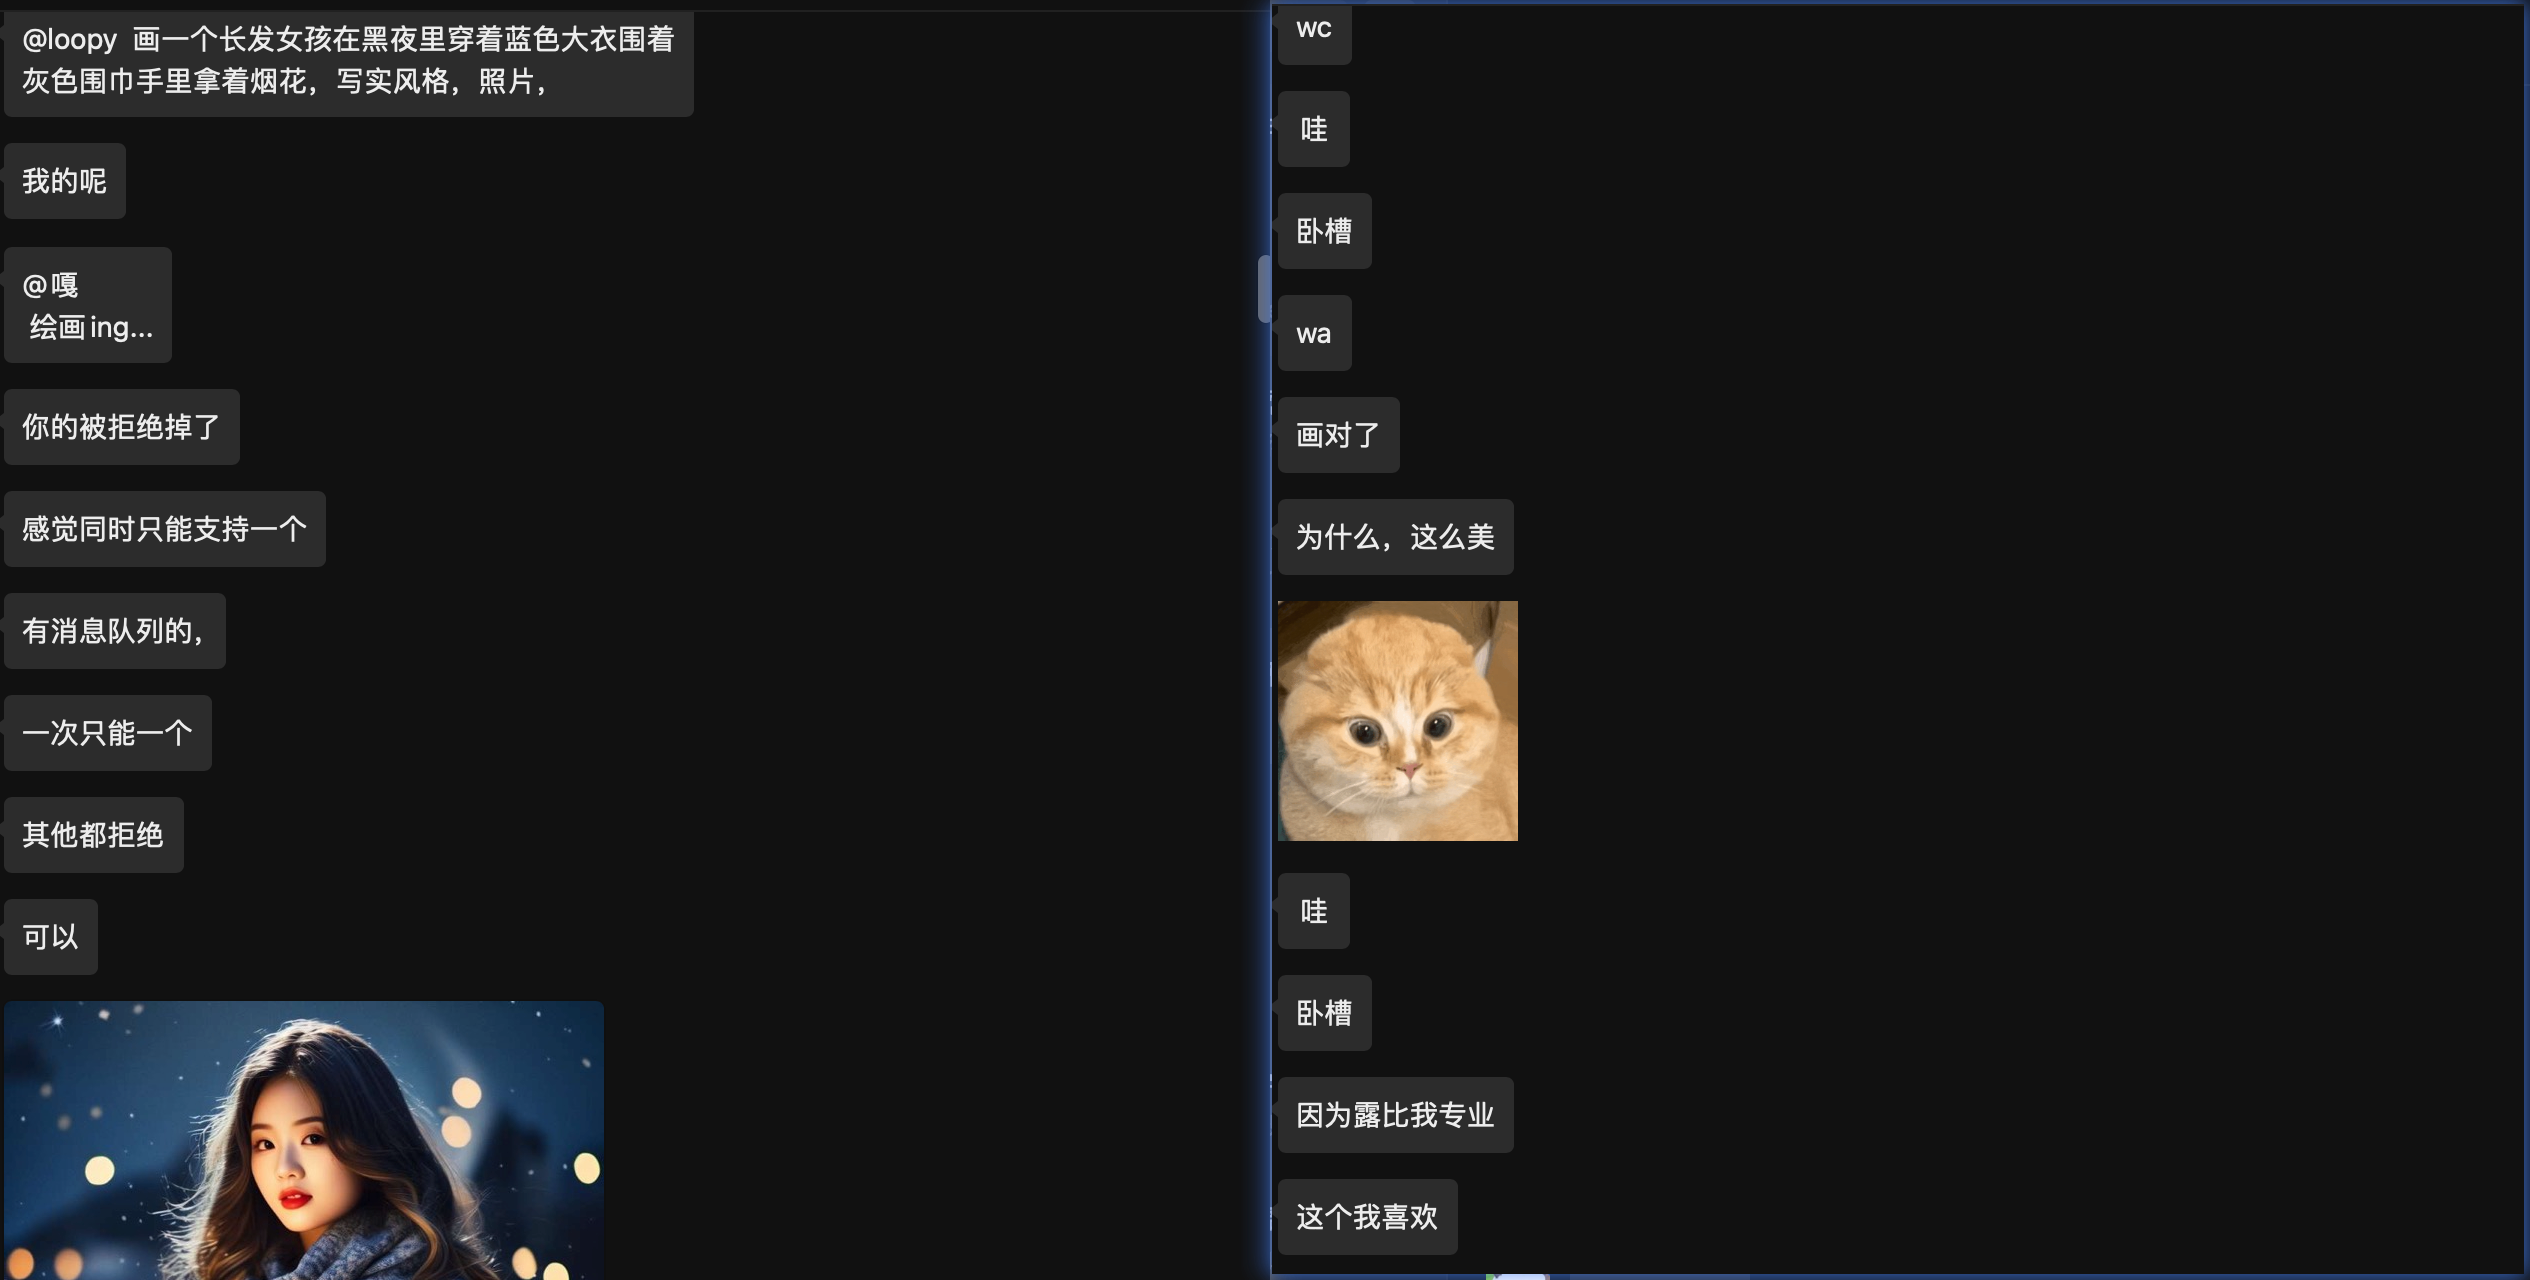 @loopy 画一个长发女孩在黑夜里穿着蓝色大衣围着
灰色围巾手里拿着烟花，写实风格，照片，
我的呢
@嘎
绘画ing...
你的被拒绝掉了
感觉同时只能支持一个
有消息队列的，
一次只能一个
其他都拒绝
可以
wc
哇
卧槽
wa
画对了
为什么，这么美
哇
卧槽
因为露比我专业
这个我喜欢